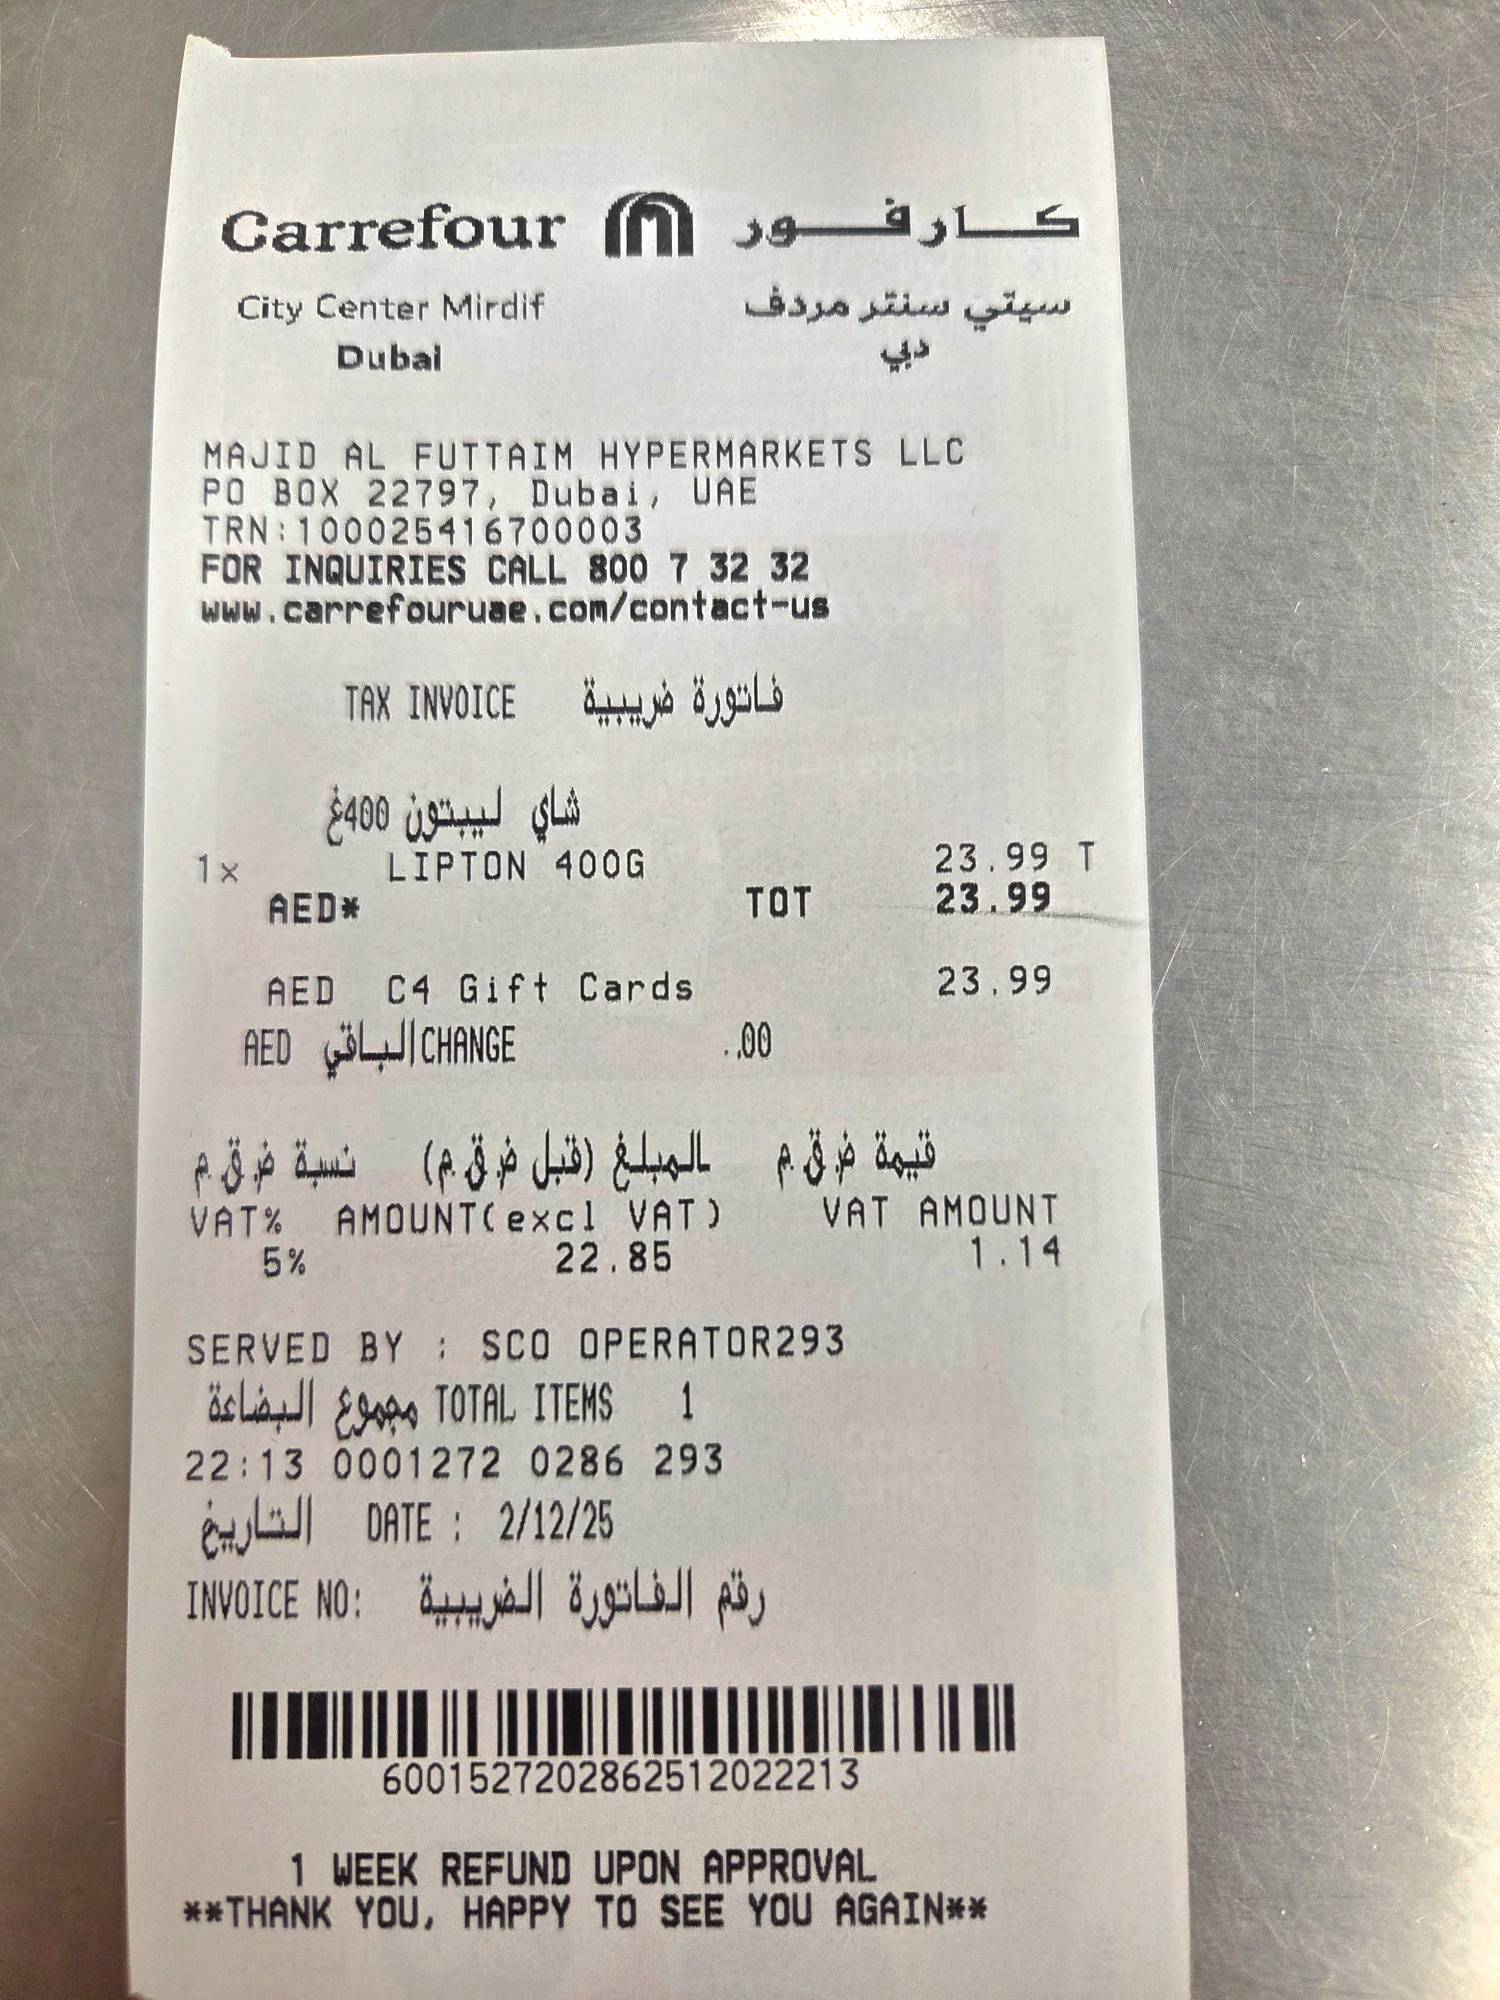 Carrefour كارفور
City Center Mirdif سيتي سنتر مردف
Dubai دبي
MAJID AL FUTTAIM HYPERMARKETS LLC
PO BOX 22797, Dubai, UAE
TRN:100025416700003
FOR INQUIRIES CALL 800 7 32 32
www.carrefouruae.com/contact-us
TAX INVOICE فاتورة ضريبية
شاي ليبتون 400غ
1x LIPTON 400G 23.99 T
AED* TOT 23.99
AED C4 Gift Cards 23.99
AED الباقي CHANGE .00
نسبة ض.ق.م المبلغ (قبل ض.ق.م) قيمة ض.ق.م
VAT% AMOUNT(excl VAT) VAT AMOUNT
5% 22.85 1.14
SERVED BY : SCO OPERATOR293
مجموع البضاعة TOTAL ITEMS 1
22:13 0001272 0286 293
التاريخ DATE : 2/12/25
INVOICE NO: رقم الفاتورة الضريبية
6001527202862512022213
1 WEEK REFUND UPON APPROVAL
**THANK YOU, HAPPY TO SEE YOU AGAIN**